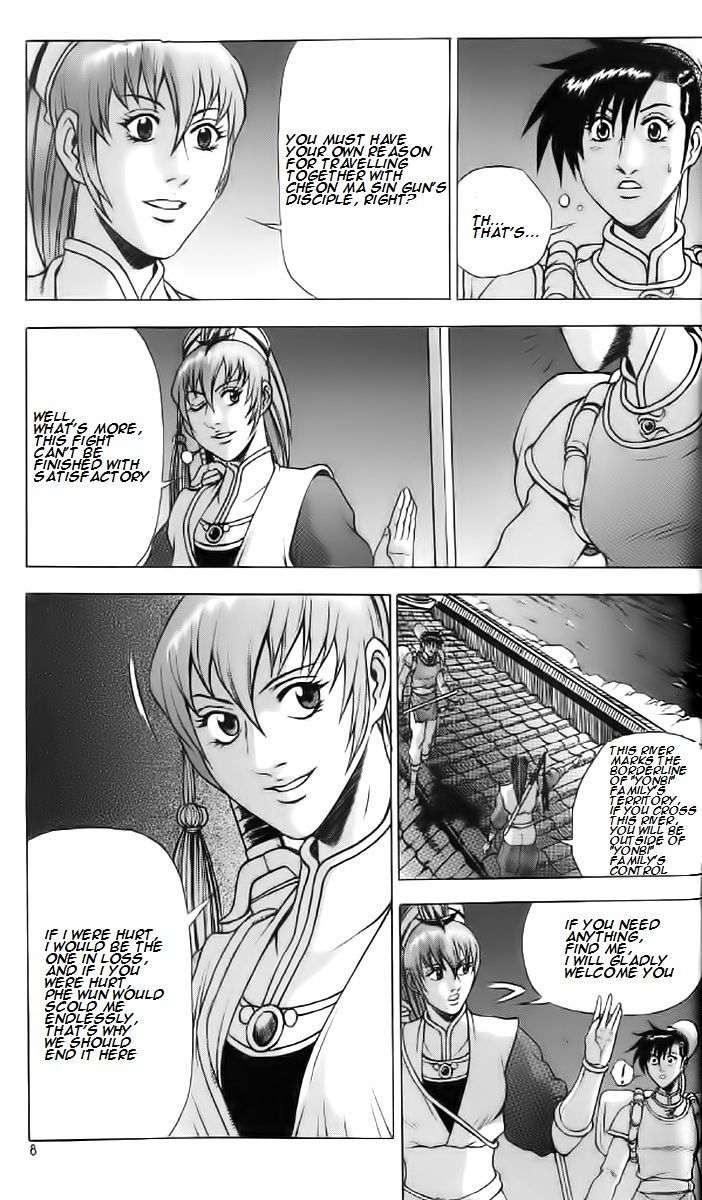 YOU MUST HAVE
YOUR OWN REASON
FOR TRAVELLING
TOGETHER WITH
CHEON MA SIN GUN'S
DISCIPLE, RIGHT?
TH...
THAT'S...
WELL,
WHAT'S MORE,
THIS FIGHT
CAN'T BE
FINISHED WITH
SATISFACTORY
IF I WERE HURT,
I WOULD BE THE
ONE IN LOSS,
AND IF I YOU
WERE HURT,
PHE WUN WOULD
SCOLD ME
ENDLESSLY,
THAT'S WHY
WE SHOULD
END IT HERE
THIS RIVER
MARKS THE
BORDERLINE
OF "YONBI"
FAMILY'S
TERRITORY,
IF YOU CROSS
THIS RIVER,
YOU WILL BE
OUTSIDE OF
"YONBI"
FAMILY'S
CONTROL
IF YOU NEED
ANYTHING,
FIND ME,
I WILL GLADLY
WELCOME YOU
!
8